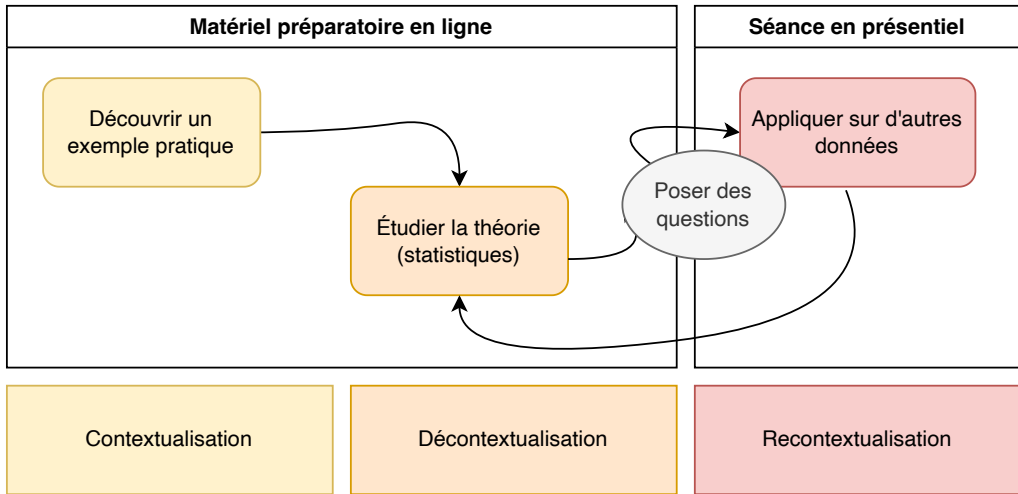 Matériel préparatoire en ligne
Séance en présentiel
Découvrir un
exemple pratique
Appliquer sur d'autres
données
Poser des
questions
Étudier la théorie
(statistiques)
Contextualisation
Décontextualisation
Recontextualisation